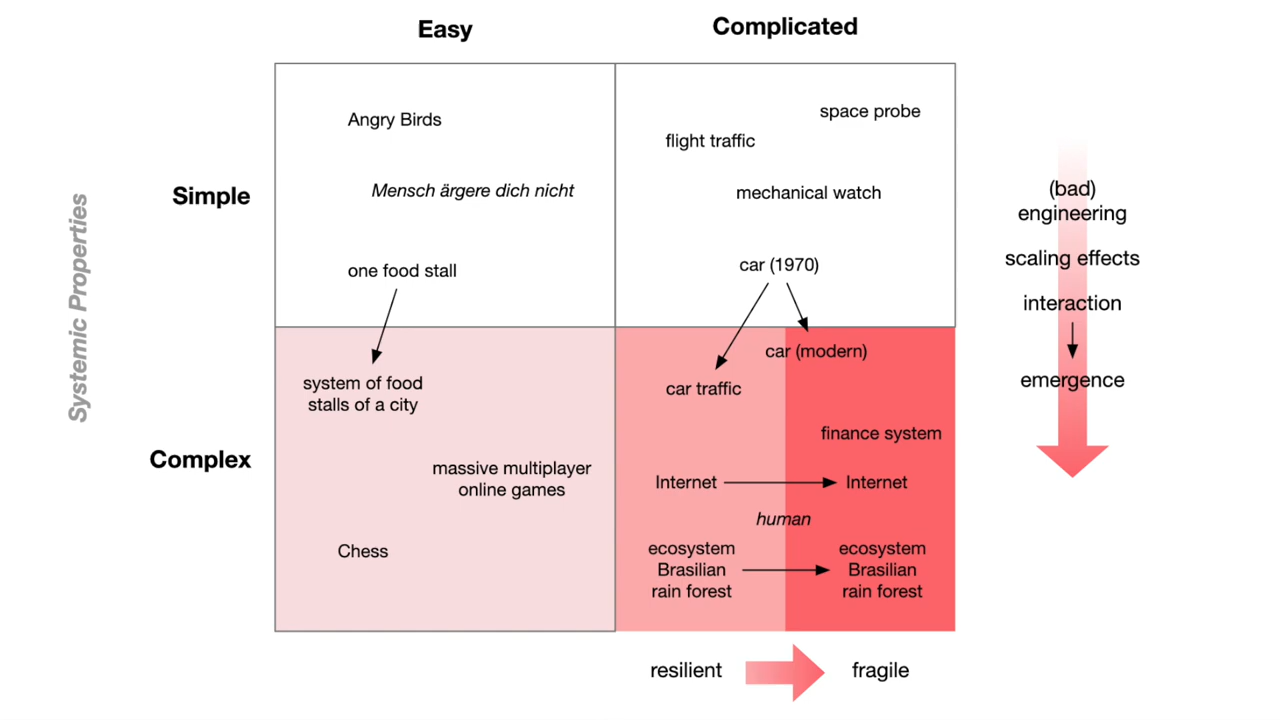 Easy
Complicated
Systemic Properties
Simple
Angry Birds
Mensch ärgere dich nicht
one food stall
space probe
flight traffic
mechanical watch
car (1970)
(bad)
engineering
scaling effects
interaction
emergence
Complex
system of food
stalls of a city
massive multiplayer
online games
Chess
car (modern)
car traffic
finance system
Internet
Internet
human
ecosystem
Brasilian
rain forest
ecosystem
Brasilian
rain forest
resilient
fragile